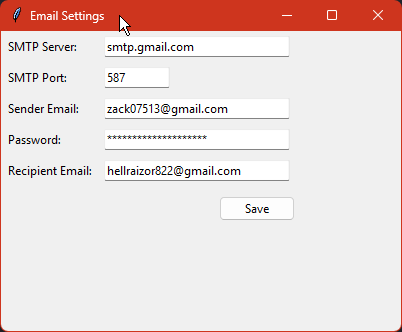 Email Settings
SMTP Server: smtp.gmail.com
SMTP Port: 587
Sender Email: zack07513@gmail.com
Password: ********************
Recipient Email: hellraizor822@gmail.com
Save